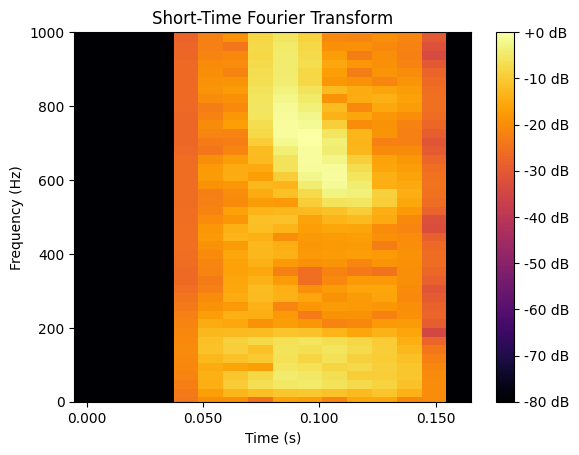 Short-Time Fourier Transform
Frequency (Hz)
1000
800
600
400
200
0
0.000
0.050
0.100
0.150
Time (s)
+0 dB
-10 dB
-20 dB
-30 dB
-40 dB
-50 dB
-60 dB
-70 dB
-80 dB